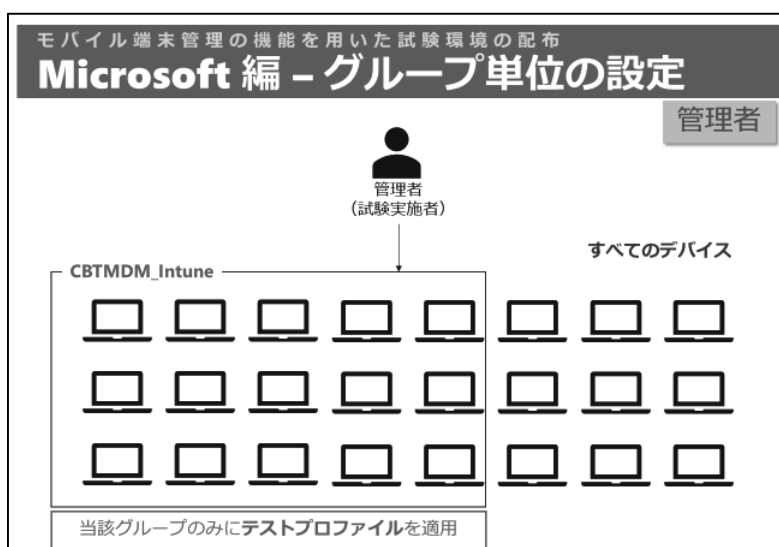 モバイル端末管理の機能を用いた試験環境の配布
Microsoft 編 – グループ単位の設定
管理者
管理者
(試験実施者)
すべてのデバイス
CBTMDM_Intune
当該グループのみにテストプロファイルを適用